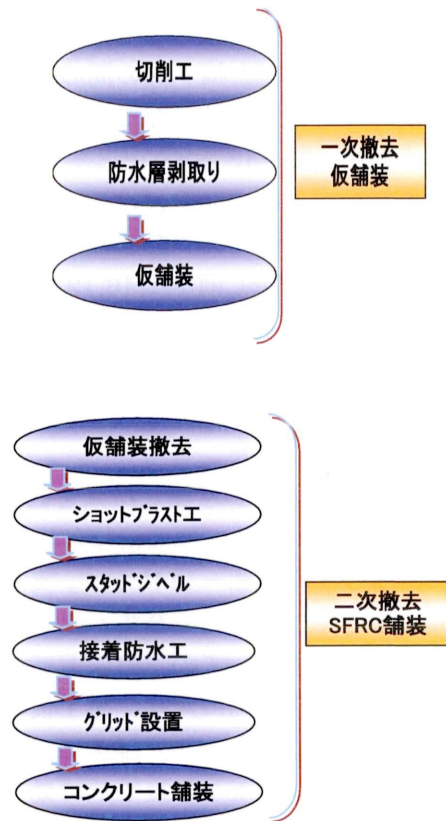 切削工
防水層剥取り
仮舗装
一次撤去
仮舗装
仮舗装撤去
ショットブラスト工
スタッドジベル
接着防水工
グリッド設置
コンクリート舗装
二次撤去
SFRC舗装